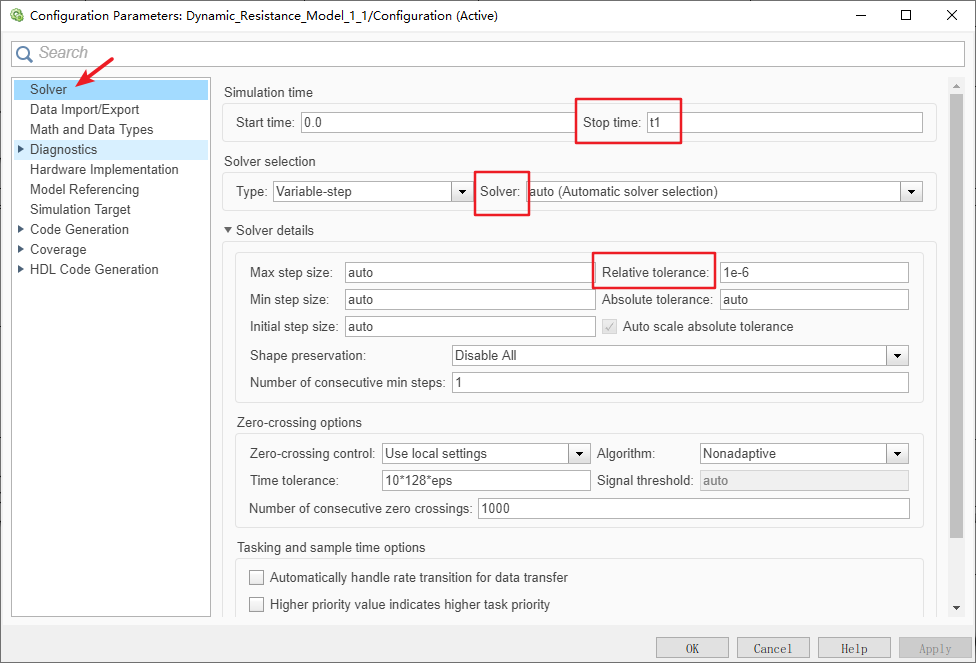 Configuration Parameters: Dynamic_Resistance_Model_1_1/Configuration (Active)
Search
Solver
Data Import/Export
Math and Data Types
Diagnostics
Hardware Implementation
Model Referencing
Simulation Target
Code Generation
Coverage
HDL Code Generation
Simulation time
Start time: 0.0 Stop time: t1
Solver selection
Type: Variable-step Solver: auto (Automatic solver selection)
Solver details
Max step size: auto Relative tolerance: 1e-6
Min step size: auto Absolute tolerance: auto
Initial step size: auto Auto scale absolute tolerance
Shape preservation: Disable All
Number of consecutive min steps: 1
Zero-crossing options
Zero-crossing control: Use local settings Algorithm: Nonadaptive
Time tolerance: 10*128*eps Signal threshold: auto
Number of consecutive zero crossings: 1000
Tasking and sample time options
Automatically handle rate transition for data transfer
Higher priority value indicates higher task priority
OK Cancel Help Apply